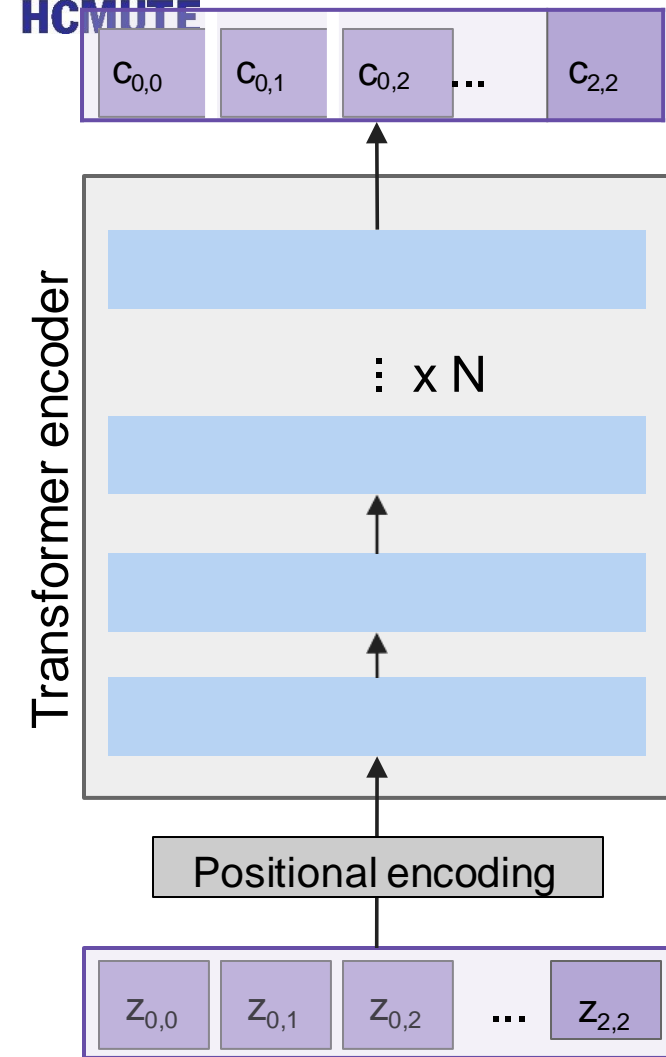 HCMUTE
c0,0 c0,1 c0,2 ... c2,2
Transformer encoder
⋮ x N
Positional encoding
z0,0 z0,1 z0,2 ... z2,2